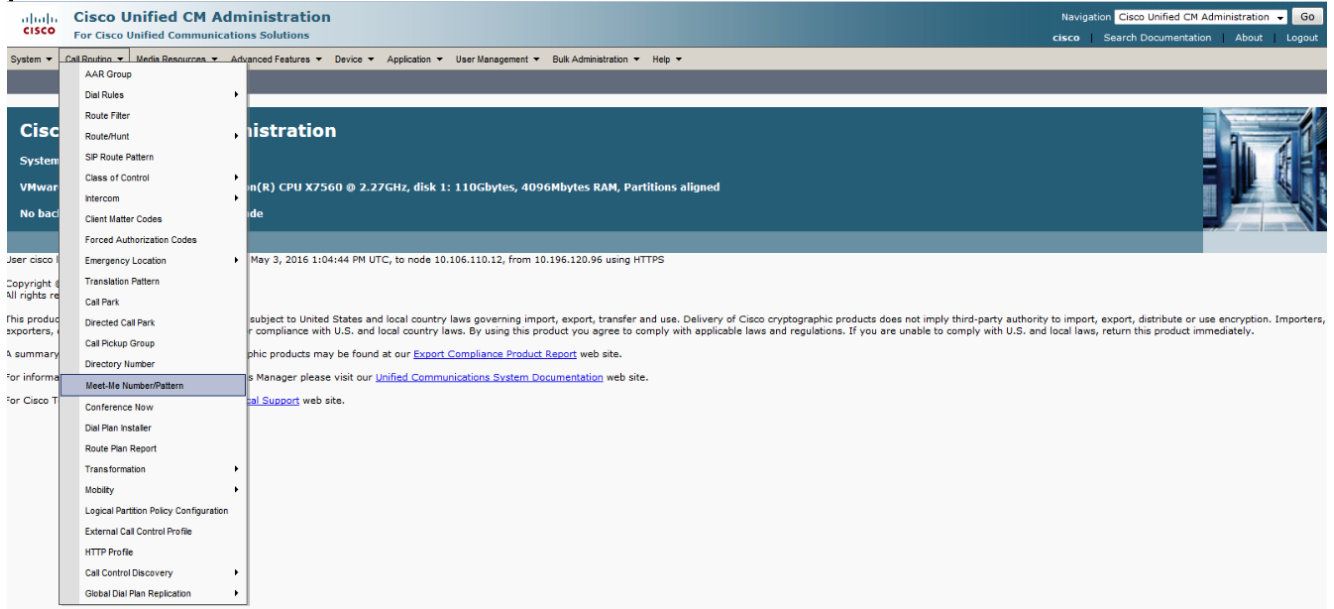 Cisco Unified CM Administration
For Cisco Unified Communications Solutions
CISCO
Navigation Cisco Unified CM Administration Go
cisco Search Documentation About Logout
System Call Routing Media Resources Advanced Features Device Application User Management Bulk Administration Help
AAR Group
Dial Rules
Route Filter
Route/Hunt
SIP Route Pattern
Class of Control
Intercom
Client Matter Codes
Forced Authorization Codes
Emergency Location
Translation Pattern
Call Park
Directed Call Park
Call Pickup Group
Directory Number
Meet-Me Number/Pattern
Conference Now
Dial Plan Installer
Route Plan Report
Transformation
Mobility
Logical Partition Policy Configuration
External Call Control Profile
HTTP Profile
Call Control Discovery
Global Dial Plan Replication
Cisc nistration
System
VMwar n(R) CPU X7560 @ 2.27GHz, disk 1: 110Gbytes, 4096Mbytes RAM, Partitions aligned
No bac de
User cisco l May 3, 2016 1:04:44 PM UTC, to node 10.106.110.12, from 10.196.120.96 using HTTPS
Copyright
All rights re
This produc subject to United States and local country laws governing import, export, transfer and use. Delivery of Cisco cryptographic products does not imply third-party authority to import, export, distribute or use encryption. Importers,
exporters, r compliance with U.S. and local country laws. By using this product you agree to comply with applicable laws and regulations. If you are unable to comply with U.S. and local laws, return this product immediately.
A summary phic products may be found at our Export Compliance Product Report web site.
For informa s Manager please visit our Unified Communications System Documentation web site.
For Cisco T cal Support web site.